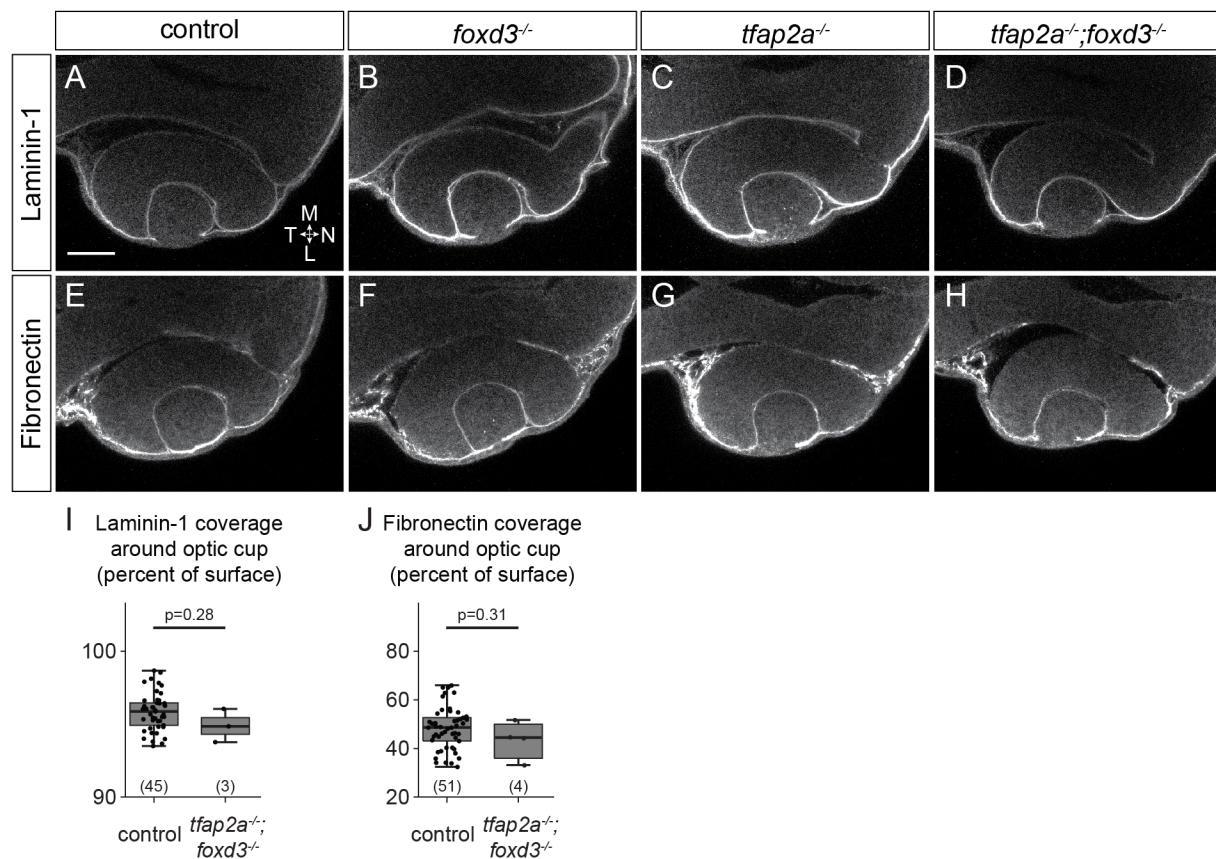 control
foxd3-/-
tfap2a-/-
tfap2a-/-;foxd3-/-
Laminin-1
A
B
C
D
M
T N
L
Fibronectin
E
F
G
H
I Laminin-1 coverage
around optic cup
(percent of surface)
p=0.28
100
90
(45)
(3)
control
tfap2a-/-;
foxd3-/-
J Fibronectin coverage
around optic cup
(percent of surface)
p=0.31
80
60
40
20
(51)
(4)
control
tfap2a-/-;
foxd3-/-